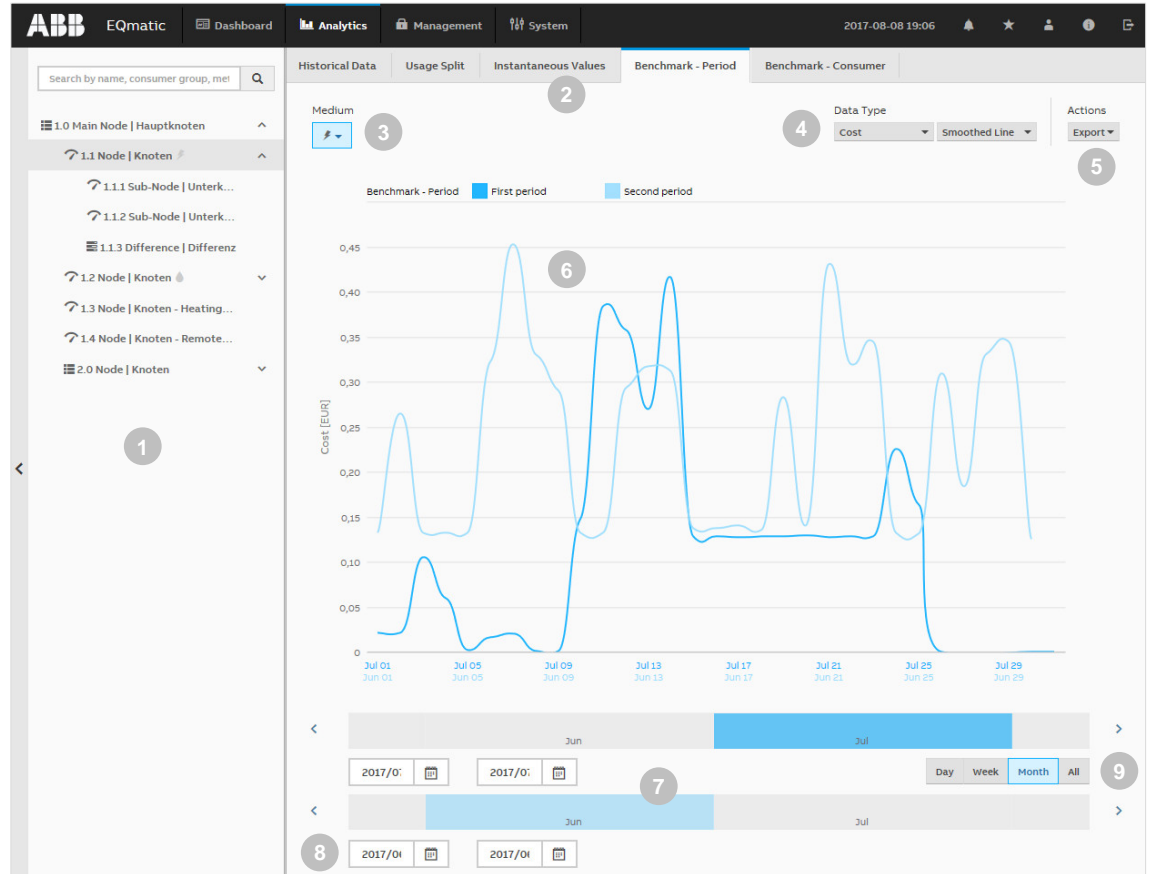 ABB EQmatic Dashboard Analytics Management System 2017-08-08 19:06
Historical Data Usage Split Instantaneous Values Benchmark - Period Benchmark - Consumer
Search by name, consumer group, met
2
Medium Data Type Actions
3 4 Cost Smoothed Line Export
5
1.0 Main Node | Hauptknoten
1.1 Node | Knoten
1.1.1 Sub-Node | Unterk...
1.1.2 Sub-Node | Unterk...
1.1.3 Difference | Differenz
1.2 Node | Knoten
1.3 Node | Knoten - Heating...
1.4 Node | Knoten - Remote...
2.0 Node | Knoten
1
Benchmark - Period First period Second period
6
Cost [EUR]
0,45
0,40
0,35
0,30
0,25
0,20
0,15
0,10
0,05
0
Jul 01 Jul 05 Jul 09 Jul 13 Jul 17 Jul 21 Jul 25 Jul 29
Jun 01 Jun 05 Jun 09 Jun 13 Jun 17 Jun 21 Jun 25 Jun 29
Jun Jul
2017/07 2017/07 Day Week Month All 9
7
Jun Jul
8 2017/06 2017/06